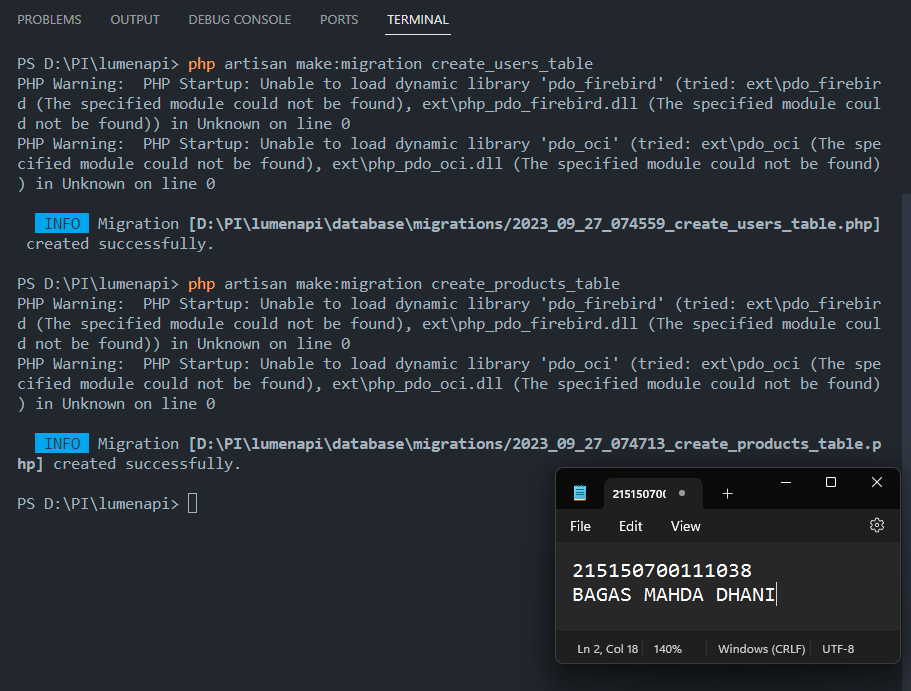 PROBLEMS OUTPUT DEBUG CONSOLE PORTS TERMINAL
PS D:\PI\lumenapi> php artisan make:migration create_users_table
PHP Warning:  PHP Startup: Unable to load dynamic library 'pdo_firebird' (tried: ext\pdo_firebir
d (The specified module could not be found), ext\php_pdo_firebird.dll (The specified module coul
d not be found)) in Unknown on line 0
PHP Warning:  PHP Startup: Unable to load dynamic library 'pdo_oci' (tried: ext\pdo_oci (The spe
cified module could not be found), ext\php_pdo_oci.dll (The specified module could not be found)
) in Unknown on line 0
INFO  Migration [D:\PI\lumenapi\database\migrations/2023_09_27_074559_create_users_table.php]
created successfully.
PS D:\PI\lumenapi> php artisan make:migration create_products_table
PHP Warning:  PHP Startup: Unable to load dynamic library 'pdo_firebird' (tried: ext\pdo_firebir
d (The specified module could not be found), ext\php_pdo_firebird.dll (The specified module coul
d not be found)) in Unknown on line 0
PHP Warning:  PHP Startup: Unable to load dynamic library 'pdo_oci' (tried: ext\pdo_oci (The spe
cified module could not be found), ext\php_pdo_oci.dll (The specified module could not be found)
) in Unknown on line 0
INFO  Migration [D:\PI\lumenapi\database\migrations/2023_09_27_074713_create_products_table.p
hp] created successfully.
PS D:\PI\lumenapi>
21515070
File Edit View
215150700111038
BAGAS MAHDA DHANI
Ln 2, Col 18 140% Windows (CRLF) UTF-8